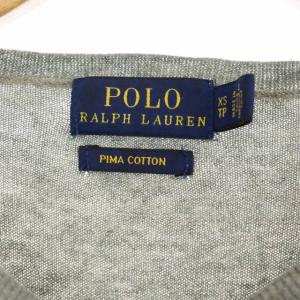 POLO
RALPH LAUREN
XS
TP
PIMA COTTON